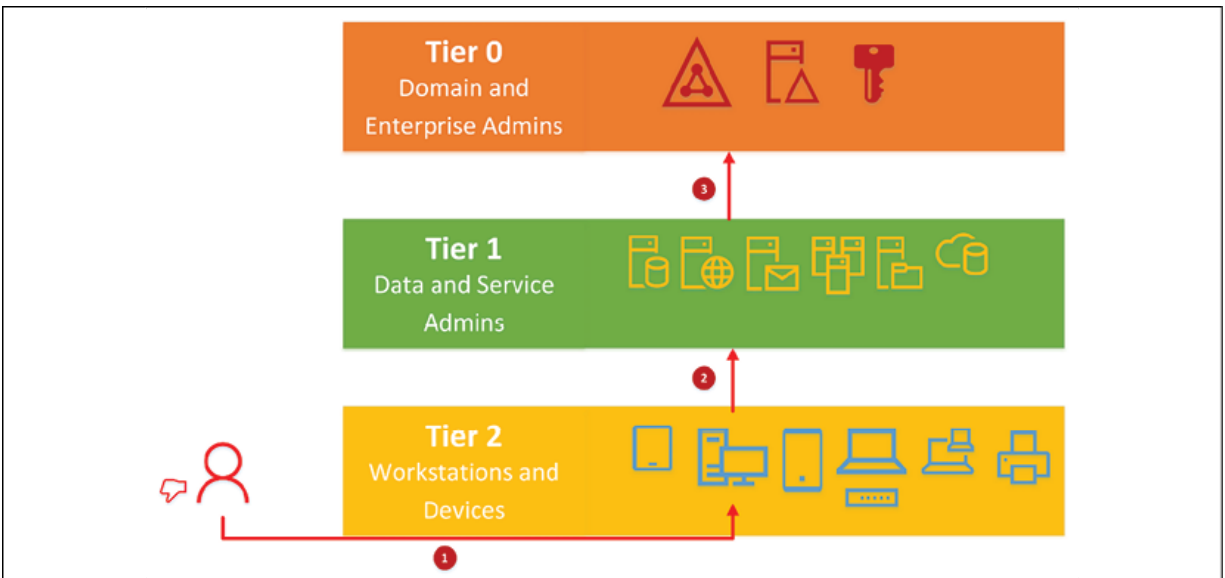 Tier 0
Domain and
Enterprise Admins
3
Tier 1
Data and Service
Admins
2
Tier 2
Workstations and
Devices
1